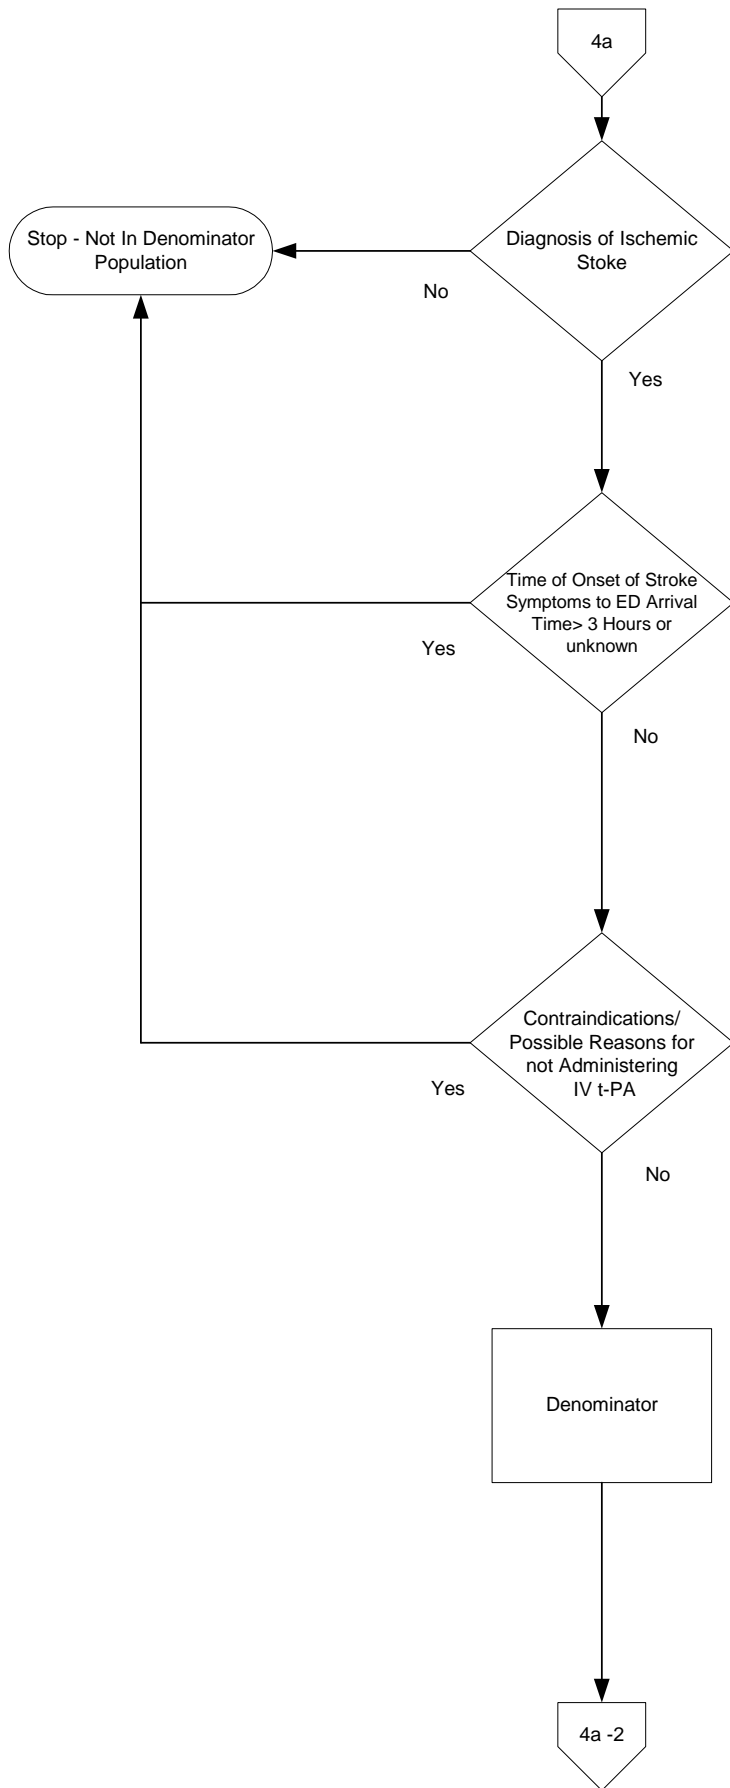 4a
Diagnosis of Ischemic
Stoke
Stop - Not In Denominator
Population
No
Yes
Time of Onset of Stroke
Symptoms to ED Arrival
Time> 3 Hours or
unknown
Yes
No
Contraindications/
Possible Reasons for
not Administering
IV t-PA
Yes
No
Denominator
4a -2